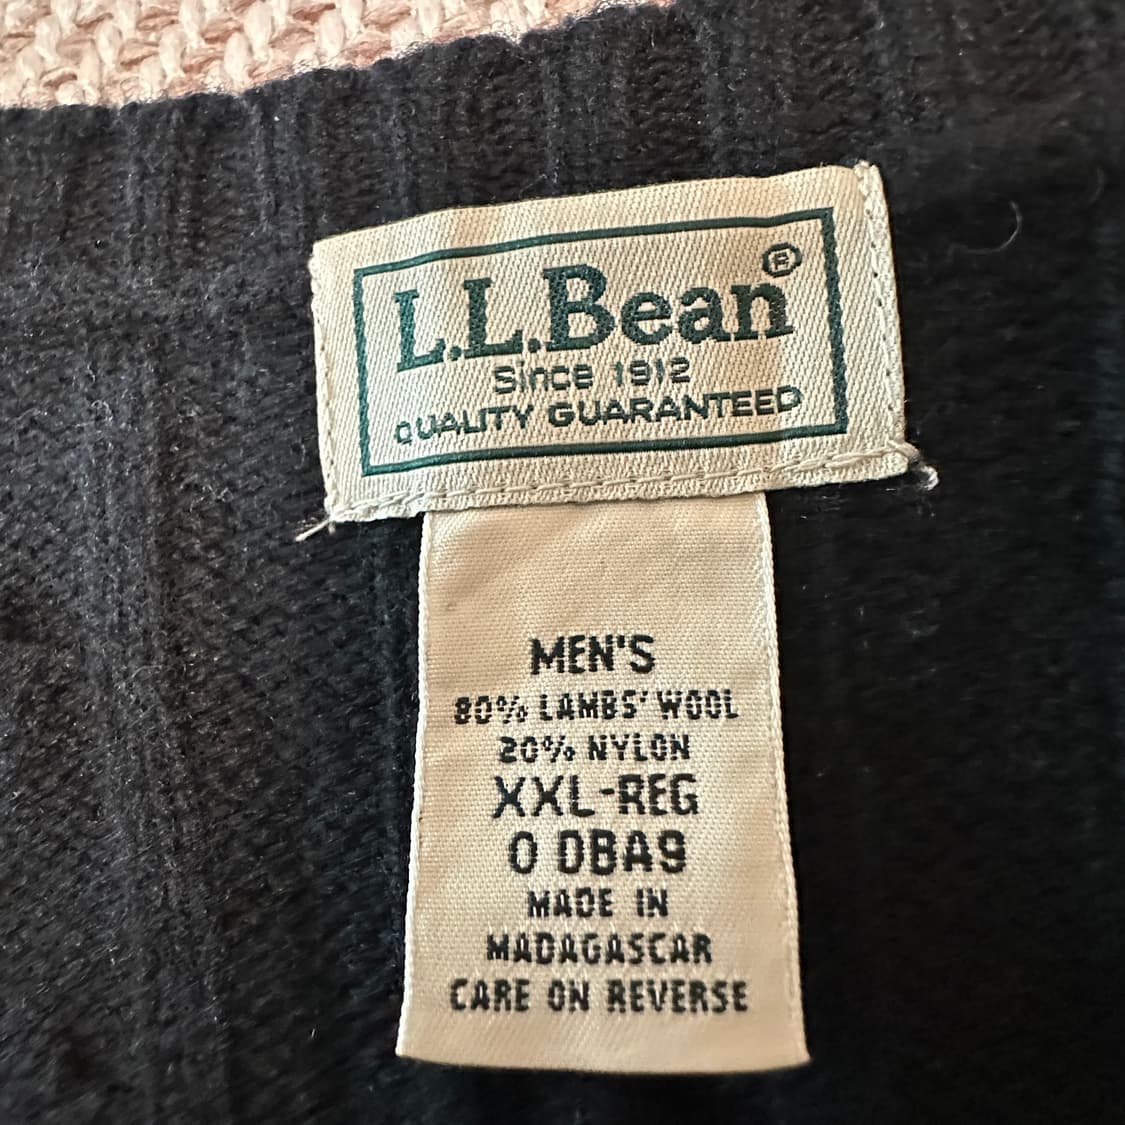 L.L.Bean®
Since 1912
QUALITY GUARANTEED
MEN'S
80% LAMBS' WOOL
20% NYLON
XXL-REG
0 DBA9
MADE IN
MADAGASCAR
CARE ON REVERSE